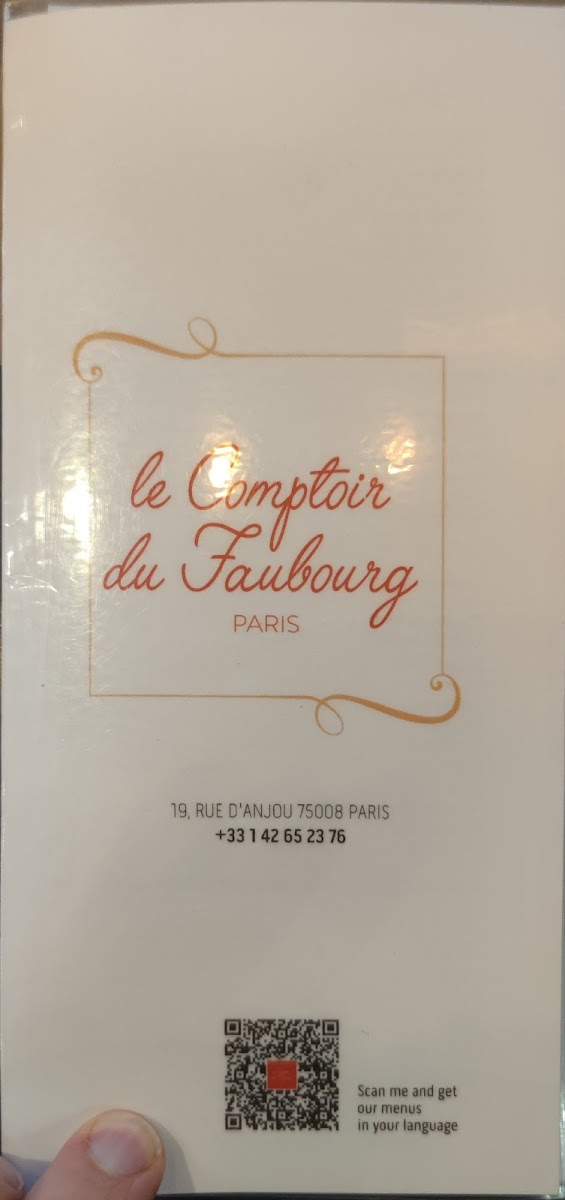 le Comptoir
du Faubourg
PARIS
19, RUE D'ANJOU 75008 PARIS
+33 1 42 65 23 76
Scan me and get
our menus
in your language